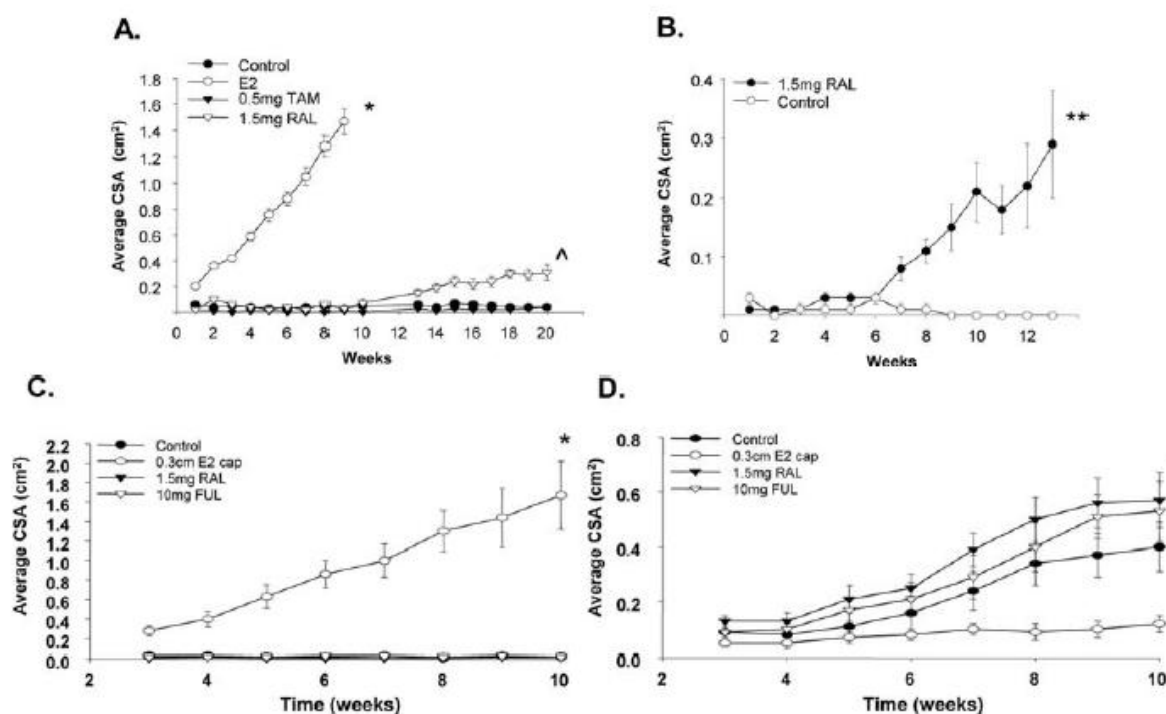 A.
Control
E2
0.5mg TAM
1.5mg RAL
1.8
1.6
1.4
1.2
1.0
0.8
0.6
0.4
0.2
Average CSA (cm²)
*
^
0 2 4 6 8 10 12 14 16 18 20
Weeks
B.
1.5mg RAL
Control
0.4
0.3
0.2
0.1
Average CSA (cm²)
**
0 2 4 6 8 10 12
Weeks
C.
Control
0.3cm E2 cap
1.5mg RAL
10mg FUL
2.2
2.0
1.8
1.6
1.4
1.2
1.0
0.8
0.6
0.4
0.2
0.0
Average CSA (cm²)
*
2 4 6 8 10
Time (weeks)
D.
Control
0.3cm E2 cap
1.5mg RAL
10mg FUL
0.8
0.6
0.4
0.2
0.0
Average CSA (cm²)
2 4 6 8 10
Time (weeks)